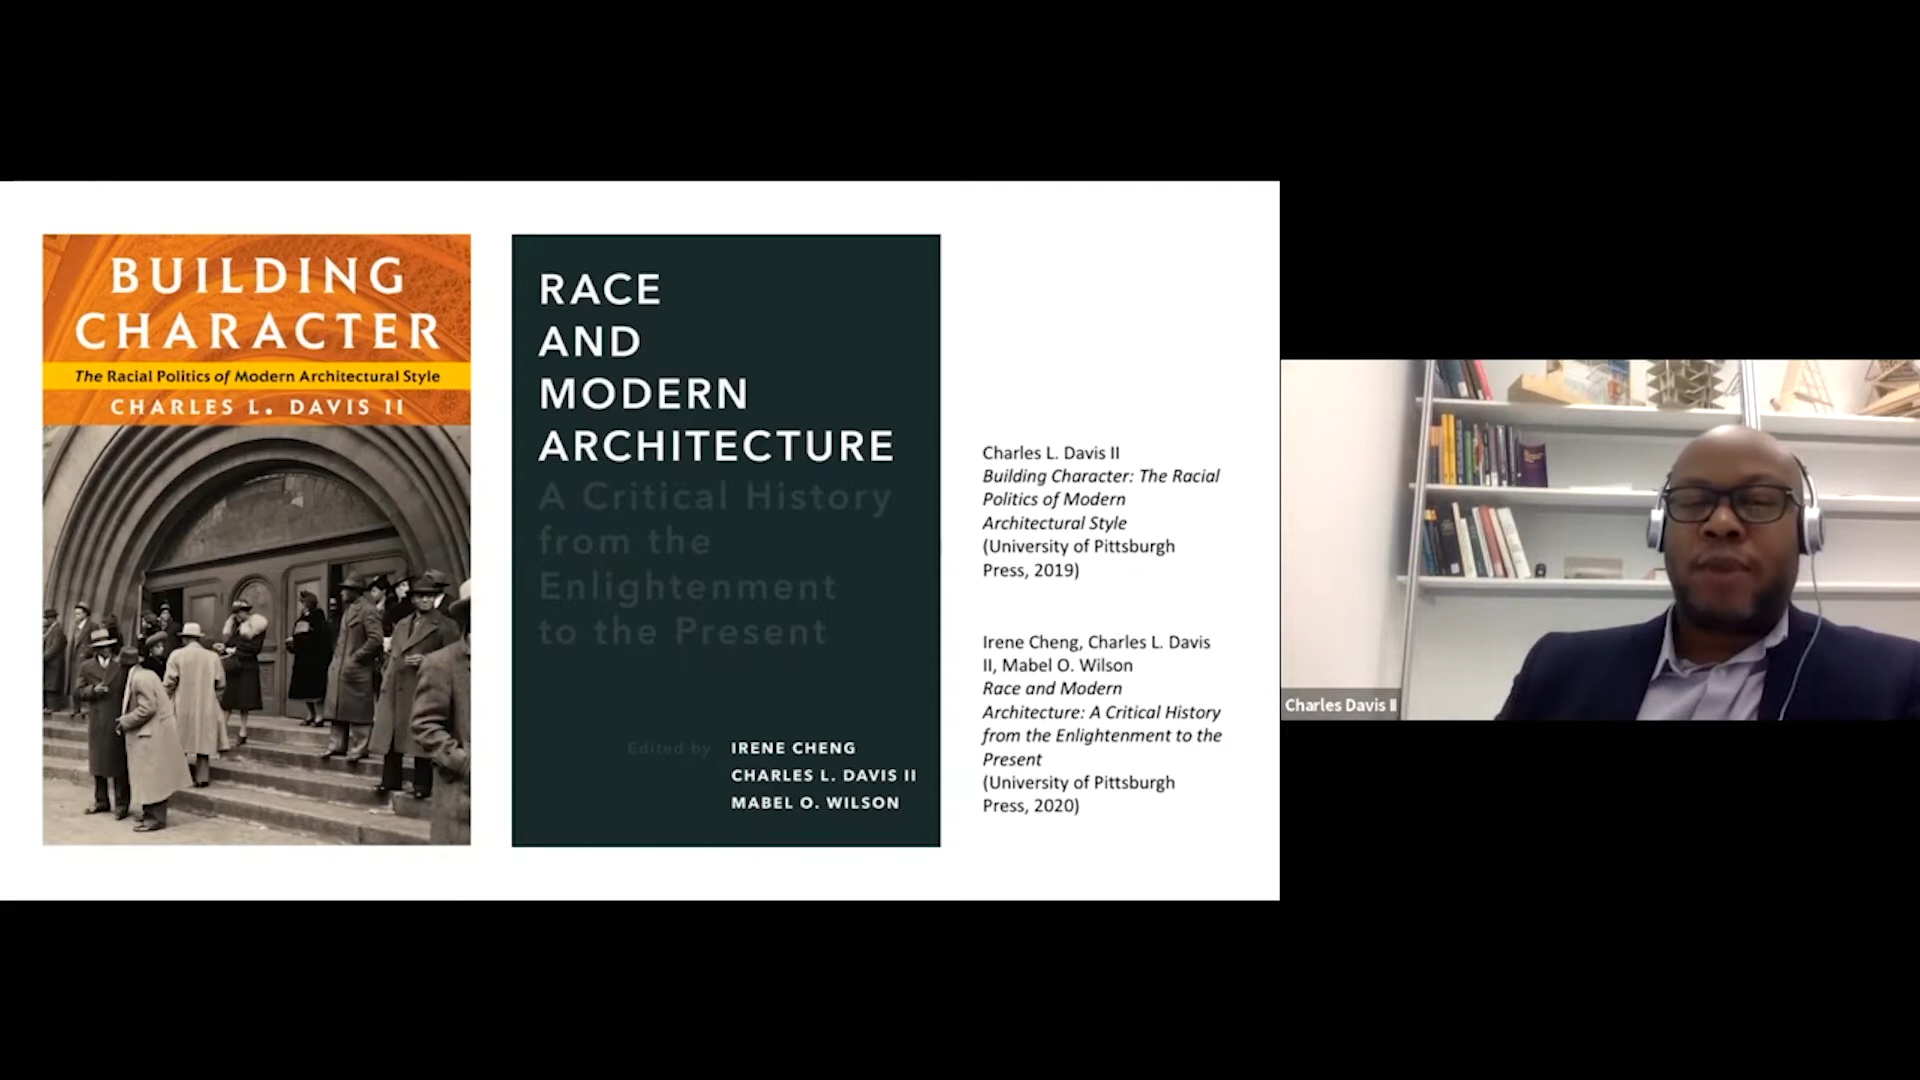 BUILDING
CHARACTER
The Racial Politics of Modern Architectural Style
CHARLES L. DAVIS II
RACE
AND
MODERN
ARCHITECTURE
A Critical History
from the
Enlightenment
to the Present
Edited by
IRENE CHENG
CHARLES L. DAVIS II
MABEL O. WILSON
Charles L. Davis II
Building Character: The Racial
Politics of Modern
Architectural Style
(University of Pittsburgh
Press, 2019)
Irene Cheng, Charles L. Davis
II, Mabel O. Wilson
Race and Modern
Architecture: A Critical History
from the Enlightenment to the
Present
(University of Pittsburgh
Press, 2020)
Charles Davis II